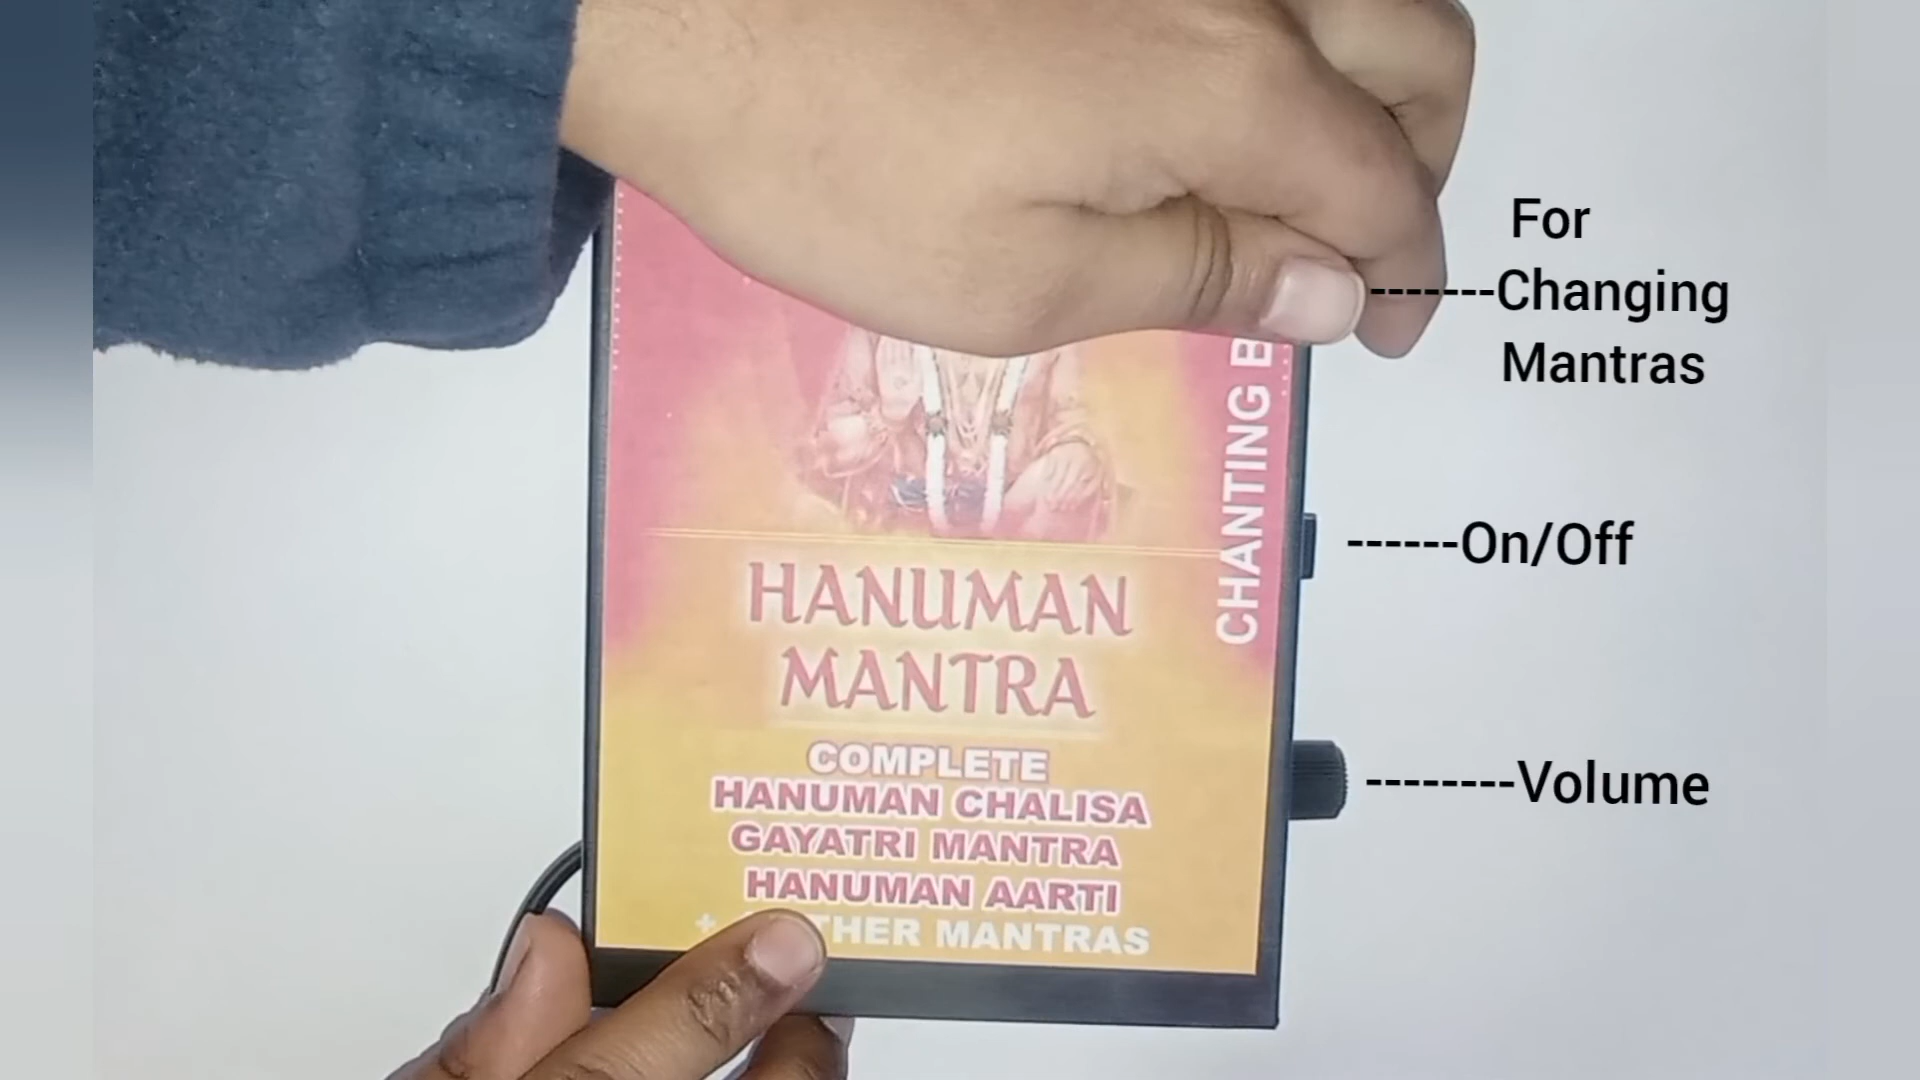 For
-------Changing
Mantras
------On/Off
--------Volume
CHANTING
HANUMAN
MANTRA
COMPLETE
HANUMAN CHALISA
GAYATRI MANTRA
HANUMAN AARTI
MANTRAS